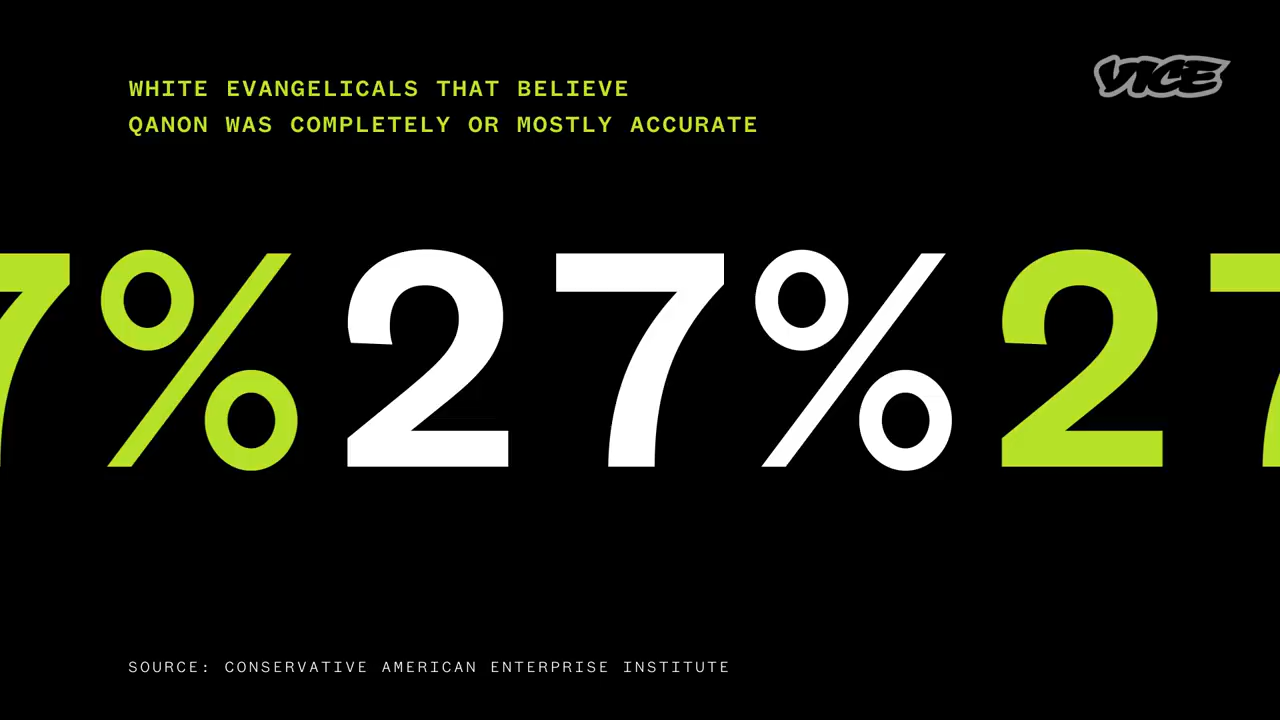 VICE
WHITE EVANGELICALS THAT BELIEVE
QANON WAS COMPLETELY OR MOSTLY ACCURATE
7%27%27
SOURCE: CONSERVATIVE AMERICAN ENTERPRISE INSTITUTE